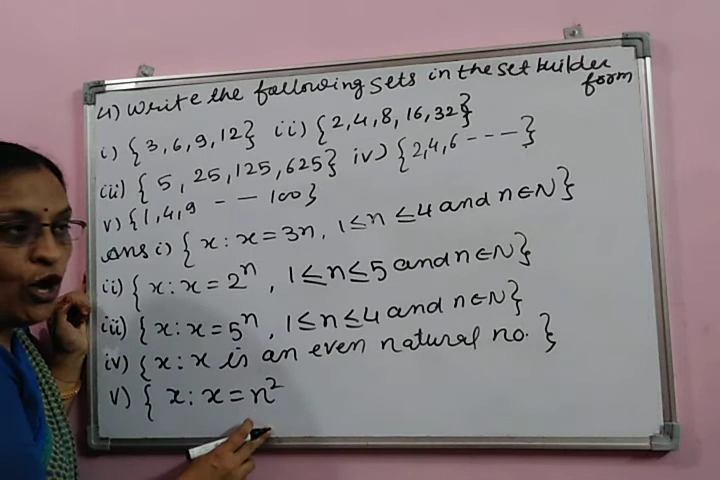 4) Write the following sets in the set builder form
i) {3,6,9,12} ii) {2,4,8,16,32}
iii) {5, 25, 125, 625} iv) {2,4,6 - - -}
v) {1,4,9 - - 100}
ans i) {x : x = 3n, 1 ≤ n ≤ 4 and n ∈ N}
ii) {x : x = 2ⁿ, 1 ≤ n ≤ 5 and n ∈ N}
iii) {x : x = 5ⁿ, 1 ≤ n ≤ 4 and n ∈ N}
iv) {x : x is an even natural no. }
v) { x : x = n²